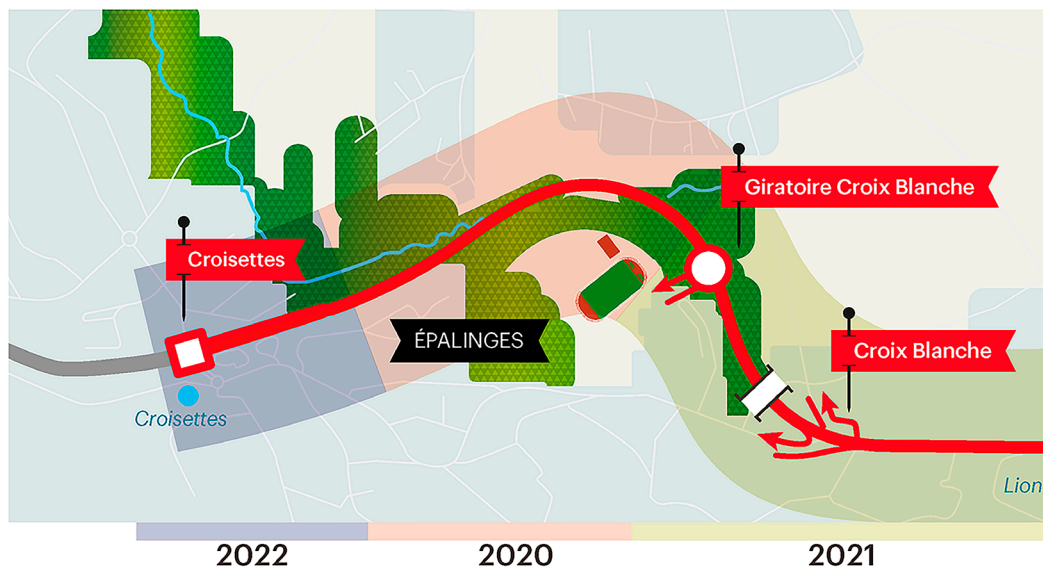 Giratoire Croix Blanche
Croisettes
ÉPALINGES
Croix Blanche
Croisettes
Lion
2022
2020
2021